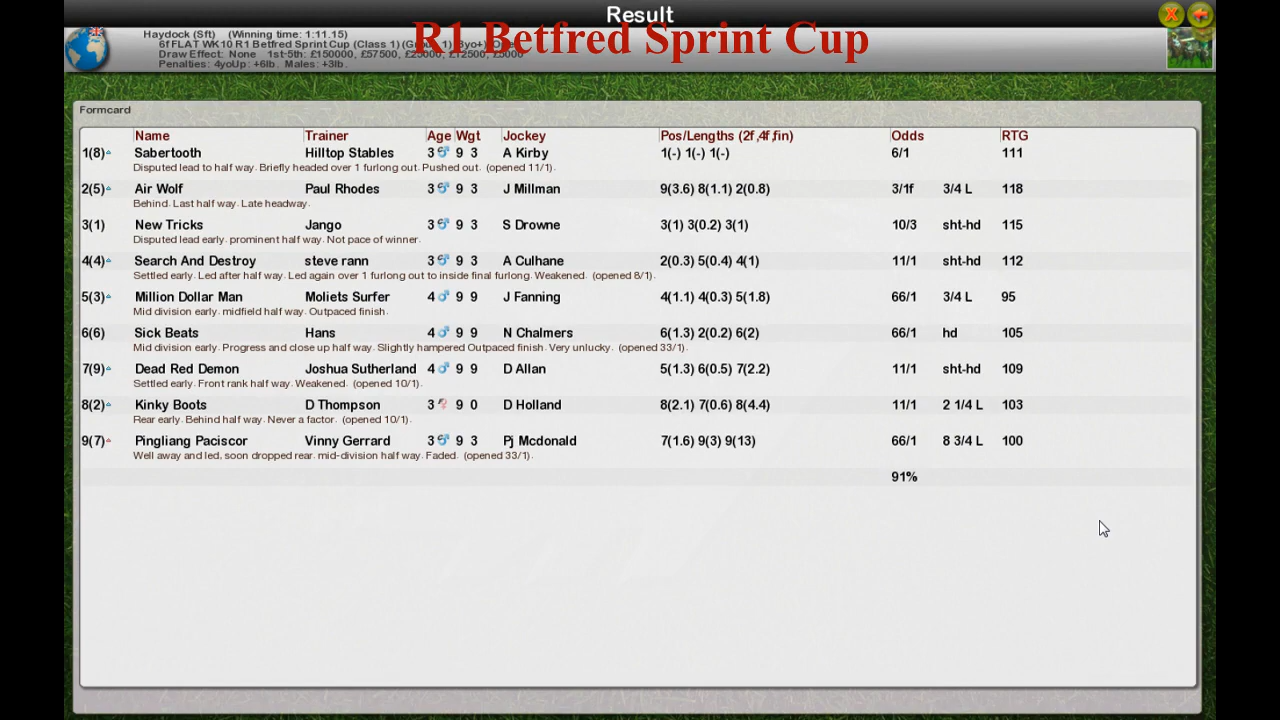 Result
R1 Betfred Sprint Cup
Haydock (Sft) (Winning time: 1:11.15)
6f FLAT WK10 R1 Betfred Sprint Cup (Class 1)
Draw Effect: None 1st-5th: £150000, £57500, £25000, £12500, £5000
Penalties: 4yoUp: +6lb. Males: +3lb.
Formcard
Name Trainer Age Wgt Jockey Pos/Lengths (2f,4f,fin) Odds RTG
1(8) Sabertooth Hilltop Stables 3 9 3 A Kirby 1(-) 1(-) 1(-) 6/1 111
Disputed lead to half way. Briefly headed over 1 furlong out. Pushed out. (opened 11/1).
2(5) Air Wolf Paul Rhodes 3 9 3 J Millman 9(3.6) 8(1.1) 2(0.8) 3/1f 3/4 L 118
Behind. Last half way. Late headway.
3(1) New Tricks Jango 3 9 3 S Drowne 3(1) 3(0.2) 3(1) 10/3 sht-hd 115
Disputed lead early. prominent half way. Not pace of winner.
4(4) Search And Destroy steve rann 3 9 3 A Culhane 2(0.3) 5(0.4) 4(1) 11/1 sht-hd 112
Settled early. Led after half way. Led again over 1 furlong out to inside final furlong. Weakened. (opened 8/1).
5(3) Million Dollar Man Moliets Surfer 4 9 9 J Fanning 4(1.1) 4(0.3) 5(1.8) 66/1 3/4 L 95
Mid division early. midfield half way. Outpaced finish.
6(6) Sick Beats Hans 4 9 9 N Chalmers 6(1.3) 2(0.2) 6(2) 66/1 hd 105
Mid division early. Progress and close up half way. Slightly hampered Outpaced finish. Very unlucky. (opened 33/1).
7(9) Dead Red Demon Joshua Sutherland 4 9 9 D Allan 5(1.3) 6(0.5) 7(2.2) 11/1 sht-hd 109
Settled early. Front rank half way. Weakened. (opened 10/1).
8(2) Kinky Boots D Thompson 3 9 0 D Holland 8(2.1) 7(0.6) 8(4.4) 11/1 2 1/4 L 103
Rear early. Behind half way. Never a factor. (opened 10/1).
9(7) Pingliang Paciscor Vinny Gerrard 3 9 3 Pj Mcdonald 7(1.6) 9(3) 9(13) 66/1 8 3/4 L 100
Well away and led, soon dropped rear. mid-division half way. Faded. (opened 33/1).
91%